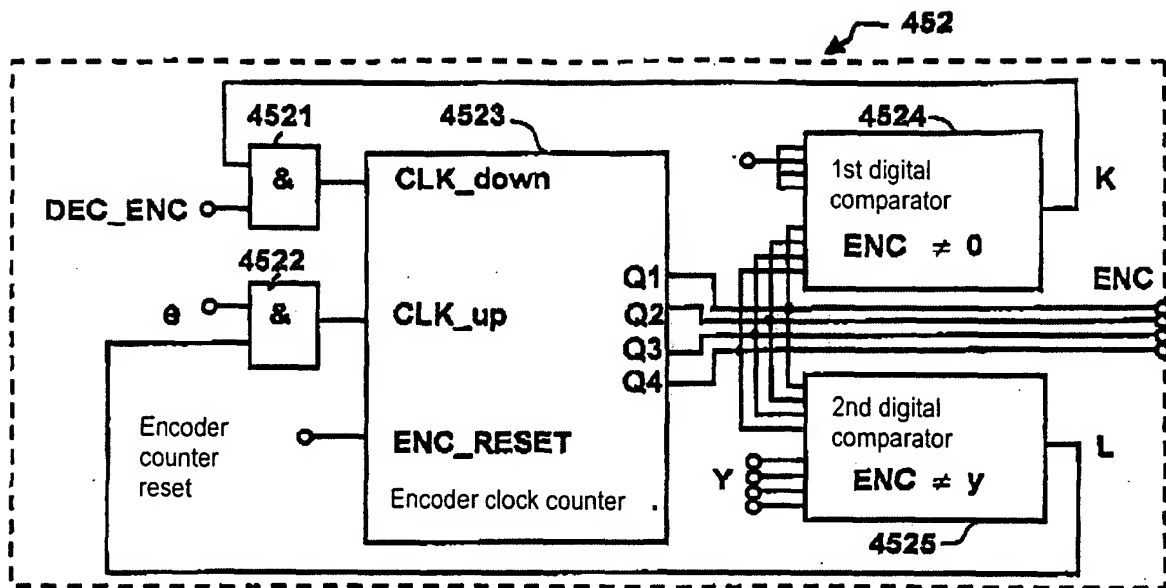 452
4521
4523
4524
&
CLK_down
1st digital
comparator
ENC ≠ 0
K
DEC_ENC
4522
&
e
CLK_up
Q1
Q2
Q3
Q4
ENC
Encoder
counter
reset
ENC_RESET
Encoder clock counter
2nd digital
comparator
ENC ≠ y
L
Y
4525